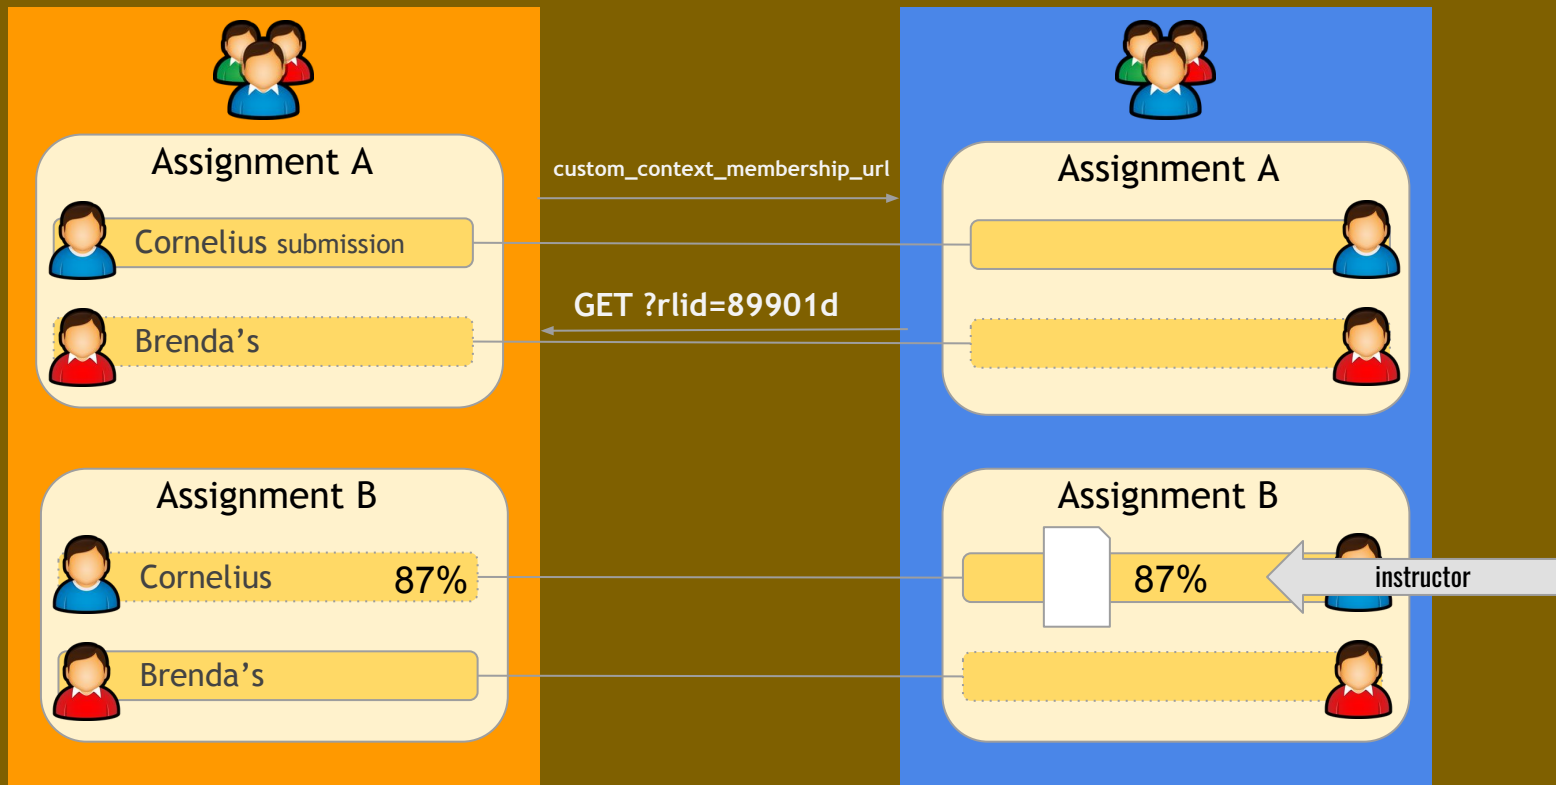 Assignment A
Cornelius submission
Brenda’s
Assignment B
Cornelius 87%
Brenda’s
custom_context_membership_url
GET ?rlid=89901d
Assignment A
Assignment B
87%
instructor